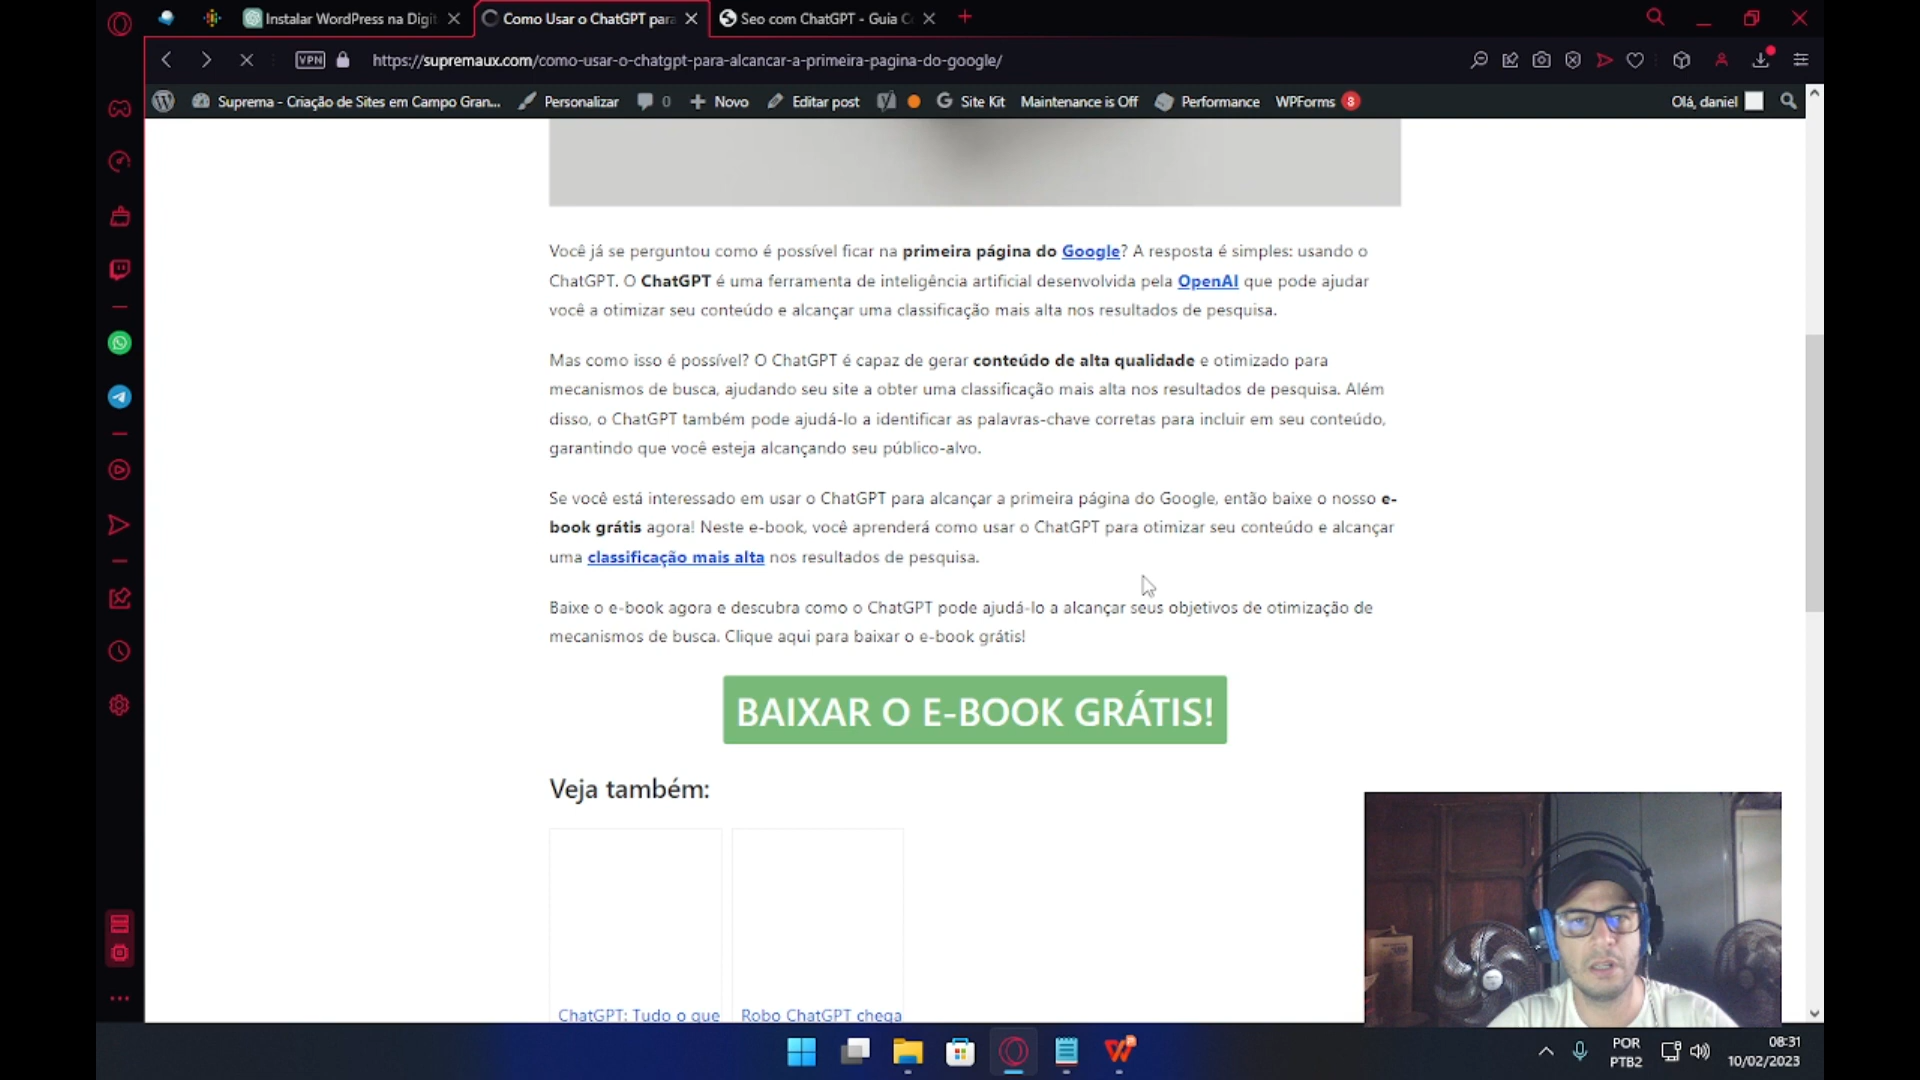 Instalar WordPress na Digit
Como Usar o ChatGPT para
Seo com ChatGPT - Guia C
VPN
https://supremaux.com/como-usar-o-chatgpt-para-alcancar-a-primeira-pagina-do-google/
Suprema - Criação de Sites em Campo Gran...
Personalizar
0
Novo
Editar post
Site Kit
Maintenance is Off
Performance
WPForms 8
Olá, daniel
Você já se perguntou como é possível ficar na primeira página do Google? A resposta é simples: usando o
ChatGPT. O ChatGPT é uma ferramenta de inteligência artificial desenvolvida pela OpenAI que pode ajudar
você a otimizar seu conteúdo e alcançar uma classificação mais alta nos resultados de pesquisa.
Mas como isso é possível? O ChatGPT é capaz de gerar conteúdo de alta qualidade e otimizado para
mecanismos de busca, ajudando seu site a obter uma classificação mais alta nos resultados de pesquisa. Além
disso, o ChatGPT também pode ajudá-lo a identificar as palavras-chave corretas para incluir em seu conteúdo,
garantindo que você esteja alcançando seu público-alvo.
Se você está interessado em usar o ChatGPT para alcançar a primeira página do Google, então baixe o nosso e-
book grátis agora! Neste e-book, você aprenderá como usar o ChatGPT para otimizar seu conteúdo e alcançar
uma classificação mais alta nos resultados de pesquisa.
Baixe o e-book agora e descubra como o ChatGPT pode ajudá-lo a alcançar seus objetivos de otimização de
mecanismos de busca. Clique aqui para baixar o e-book grátis!
BAIXAR O E-BOOK GRÁTIS!
Veja também:
ChatGPT: Tudo o que
Robo ChatGPT chega
POR
PTB2
08:31
10/02/2023